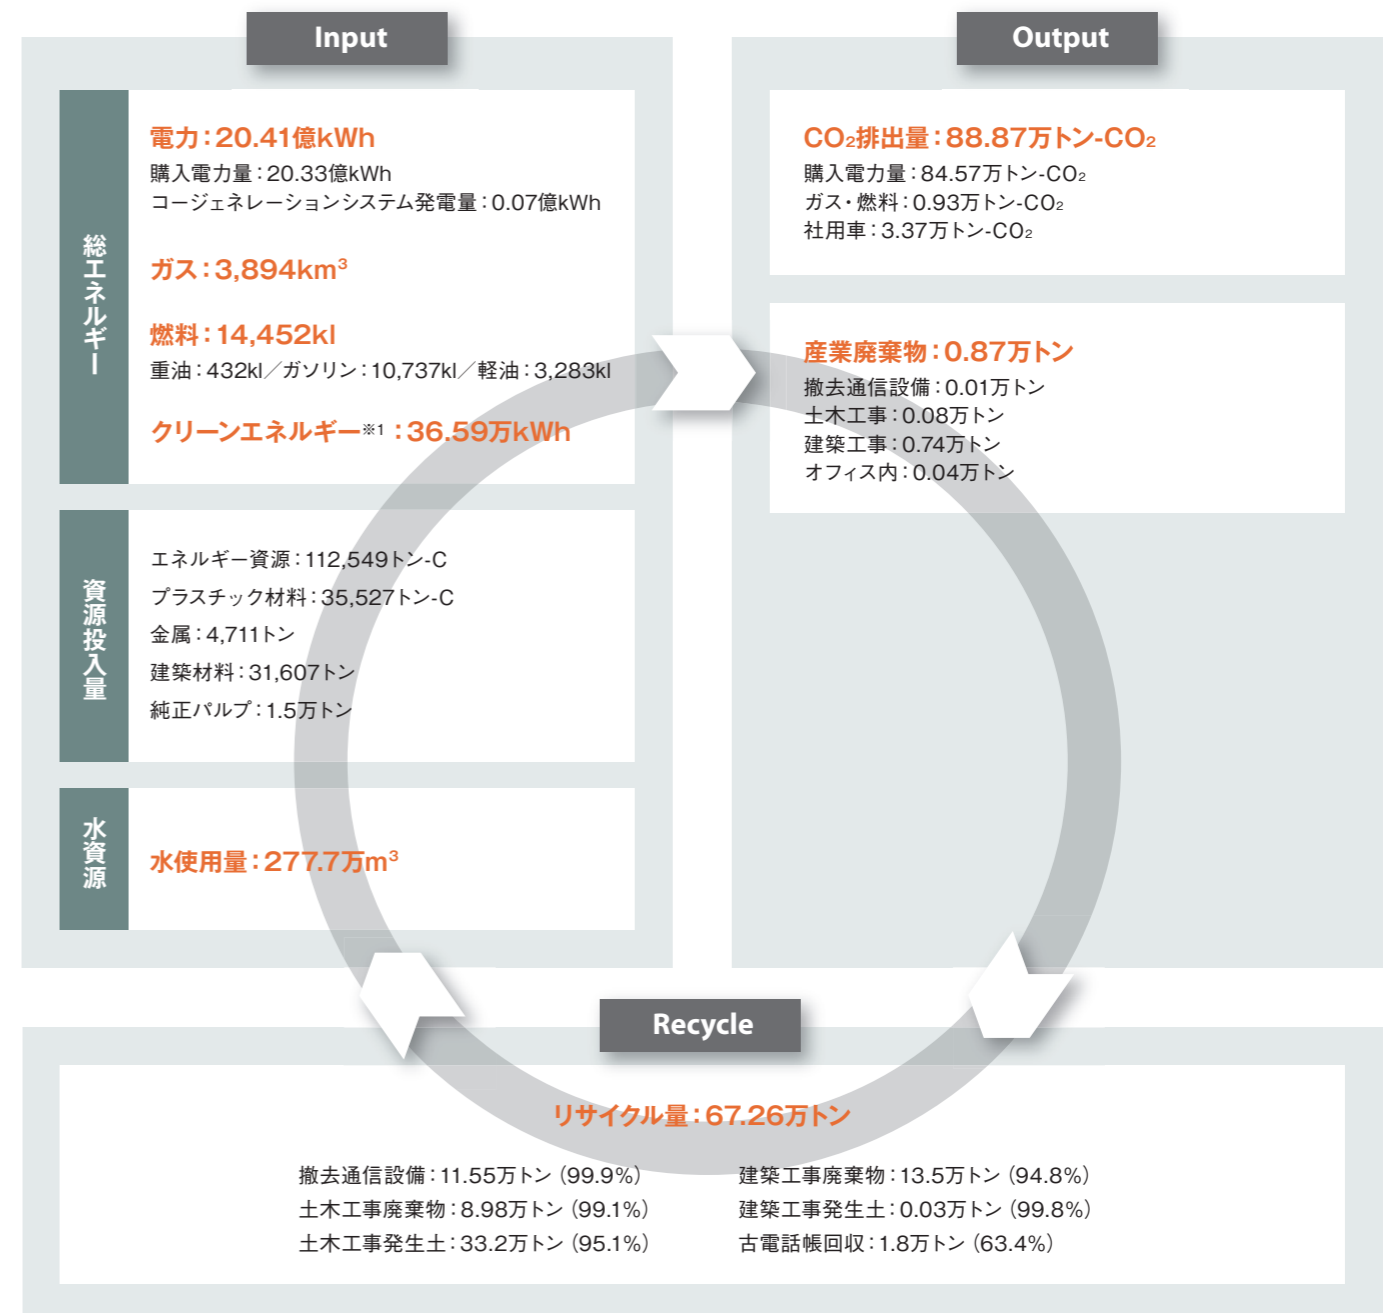 Input
総エネルギー
電力：20.41億kWh
購入電力量：20.33億kWh
コージェネレーションシステム発電量：0.07億kWh
ガス：3,894km³
燃料：14,452kl
重油：432kl／ガソリン：10,737kl／軽油：3,283kl
クリーンエネルギー※1：36.59万kWh
資源投入量
エネルギー資源：112,549トン-C
プラスチック材料：35,527トン-C
金属：4,711トン
建築材料：31,607トン
純正パルプ：1.5万トン
水資源
水使用量：277.7万m³
Output
CO₂排出量：88.87万トン-CO₂
購入電力量：84.57万トン-CO₂
ガス・燃料：0.93万トン-CO₂
社用車：3.37万トン-CO₂
産業廃棄物：0.87万トン
撤去通信設備：0.01万トン
土木工事：0.08万トン
建築工事：0.74万トン
オフィス内：0.04万トン
Recycle
リサイクル量：67.26万トン
撤去通信設備：11.55万トン（99.9%）
土木工事廃棄物：8.98万トン（99.1%）
土木工事発生土：33.2万トン（95.1%）
建築工事廃棄物：13.5万トン（94.8%）
建築工事発生土：0.03万トン（99.8%）
古電話帳回収：1.8万トン（63.4%）